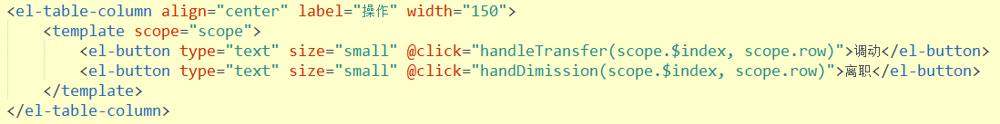 <el-table-column align="center" label="操作" width="150">
<template scope="scope">
<el-button type="text" size="small" @click="handleTransfer(scope.$index, scope.row)">调动</el-button>
<el-button type="text" size="small" @click="handDimission(scope.$index, scope.row)">离职</el-button>
</template>
</el-table-column>